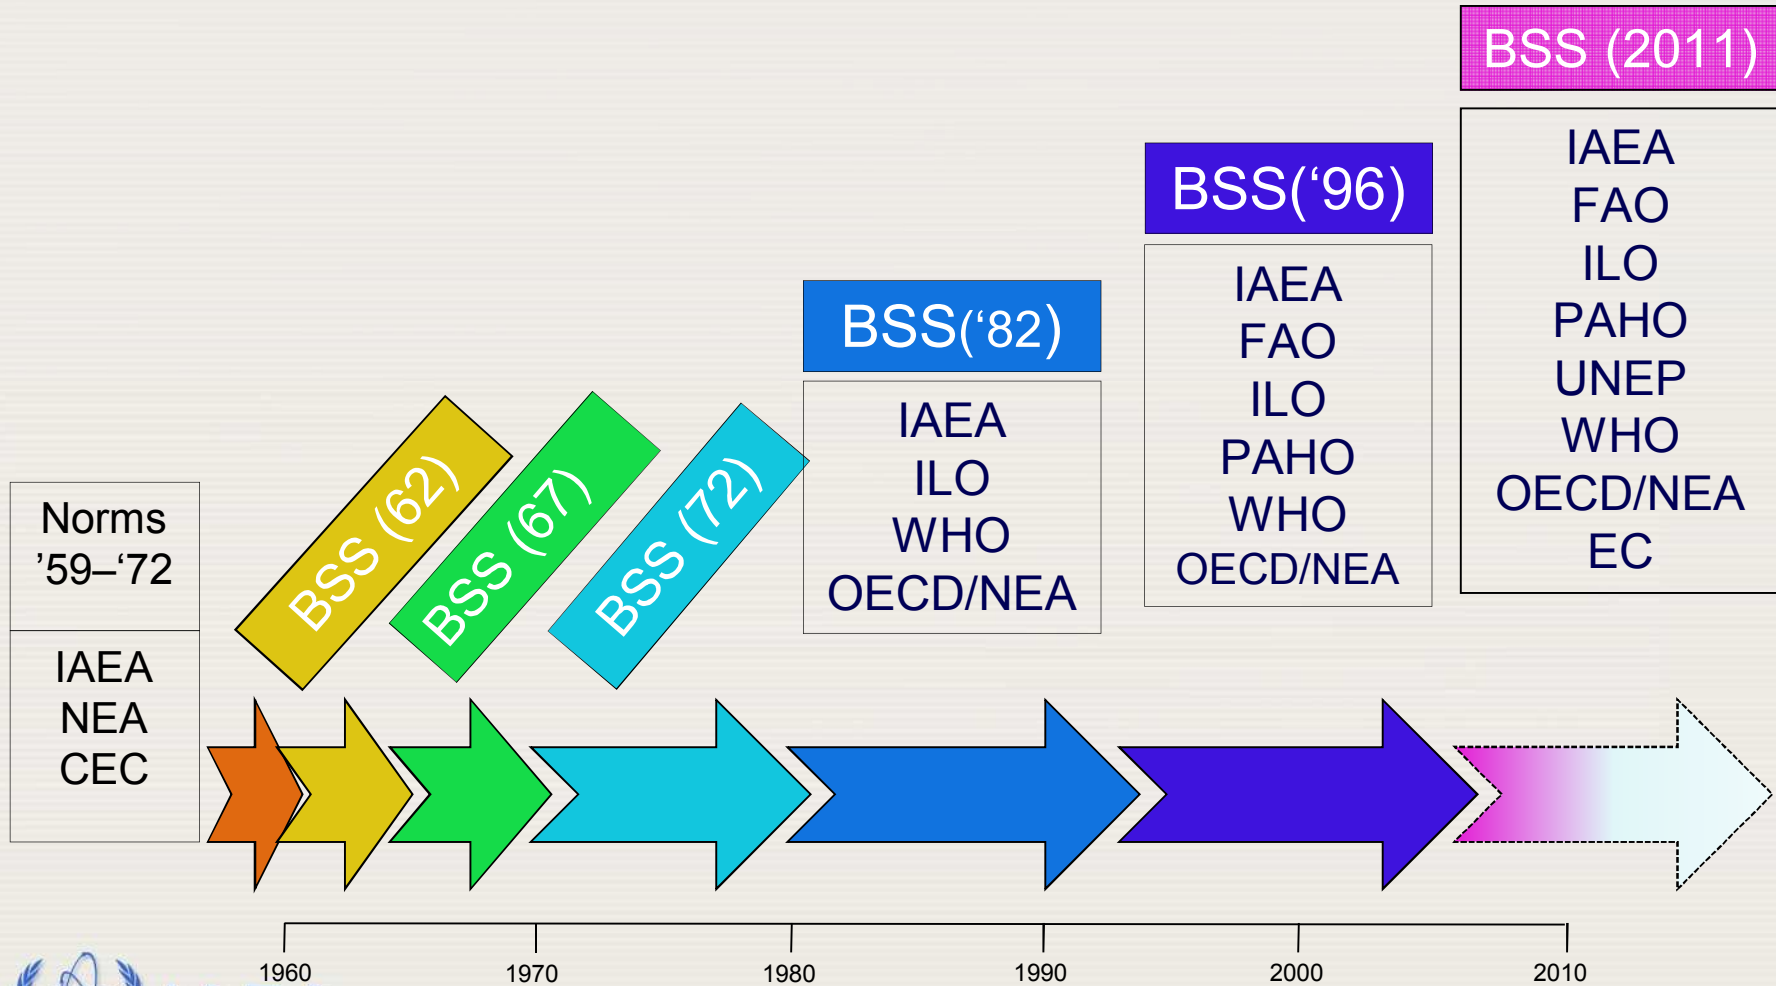 Norms
’59–‘72
IAEA
NEA
CEC
BSS (62)
BSS (67)
BSS (72)
BSS(‘82)
IAEA
ILO
WHO
OECD/NEA
BSS(‘96)
IAEA
FAO
ILO
PAHO
WHO
OECD/NEA
BSS (2011)
IAEA
FAO
ILO
PAHO
UNEP
WHO
OECD/NEA
EC
1960
1970
1980
1990
2000
2010